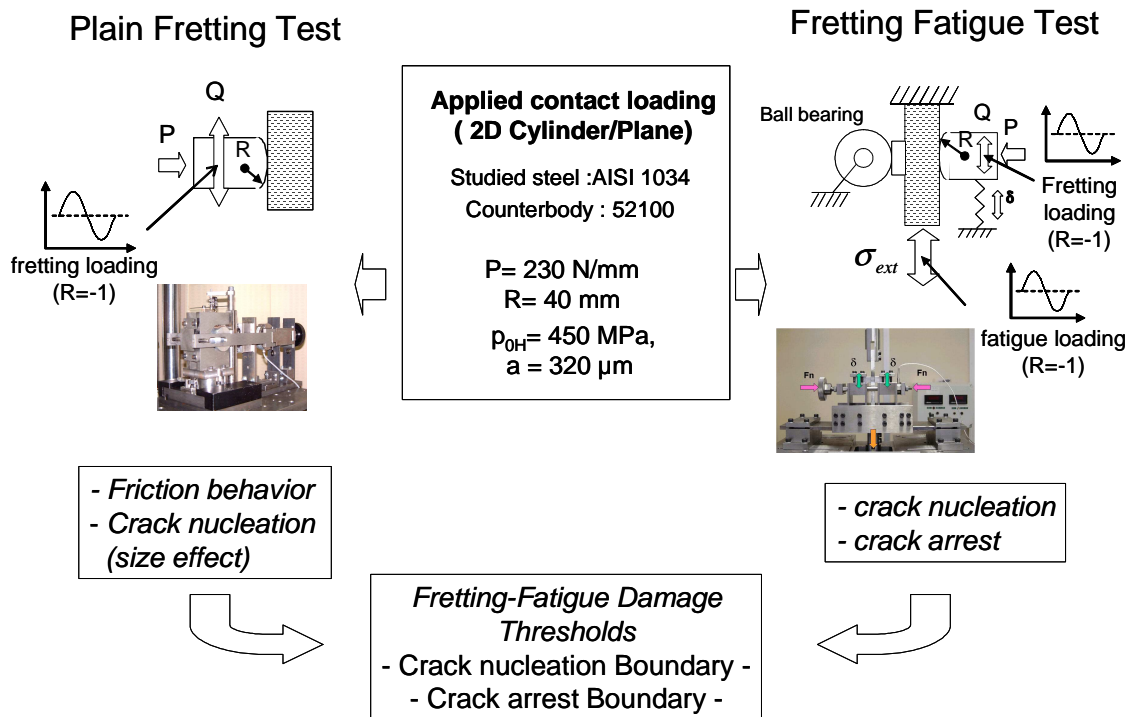 Plain Fretting Test
Q
P
R
fretting loading
(R=-1)
Applied contact loading
( 2D Cylinder/Plane)
Studied steel :AISI 1034
Counterbody : 52100
P= 230 N/mm
R= 40 mm
p0H= 450 MPa,
a = 320 µm
Fretting Fatigue Test
Ball bearing
Q
P
R
δ
Fretting
loading
(R=-1)
σext
fatigue loading
(R=-1)
δ δ
Fn Fn
- Friction behavior
- Crack nucleation
(size effect)
- crack nucleation
- crack arrest
Fretting-Fatigue Damage
Thresholds
- Crack nucleation Boundary -
- Crack arrest Boundary -